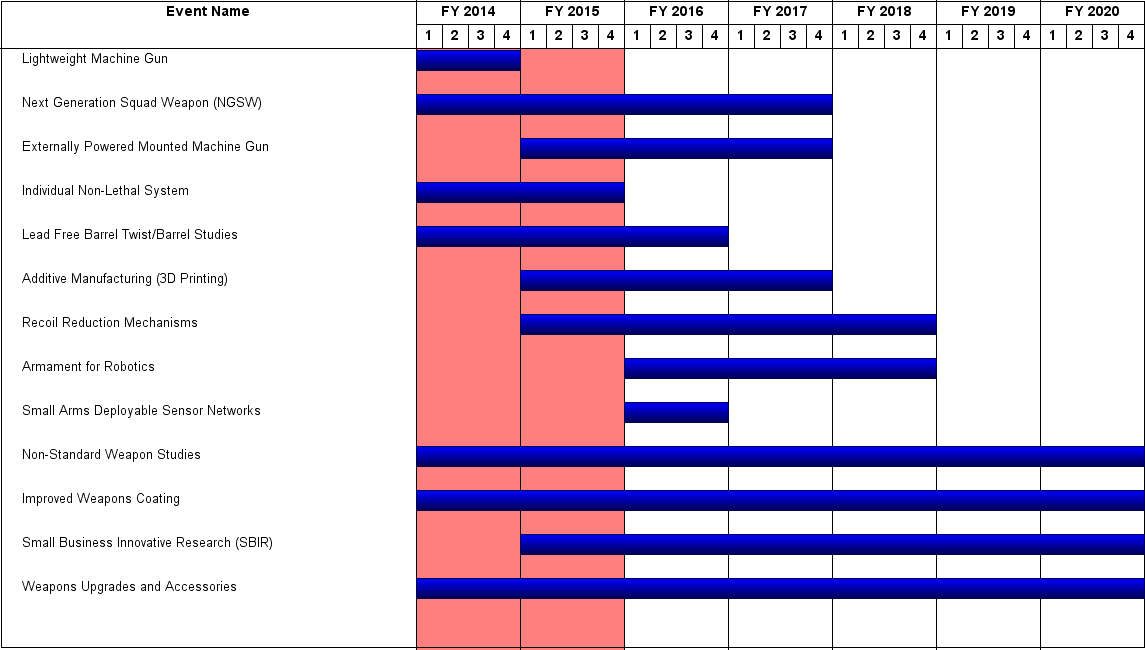 Event Name FY 2014 FY 2015 FY 2016 FY 2017 FY 2018 FY 2019 FY 2020
1 2 3 4 1 2 3 4 1 2 3 4 1 2 3 4 1 2 3 4 1 2 3 4 1 2 3 4
Lightweight Machine Gun
Next Generation Squad Weapon (NGSW)
Externally Powered Mounted Machine Gun
Individual Non-Lethal System
Lead Free Barrel Twist/Barrel Studies
Additive Manufacturing (3D Printing)
Recoil Reduction Mechanisms
Armament for Robotics
Small Arms Deployable Sensor Networks
Non-Standard Weapon Studies
Improved Weapons Coating
Small Business Innovative Research (SBIR)
Weapons Upgrades and Accessories